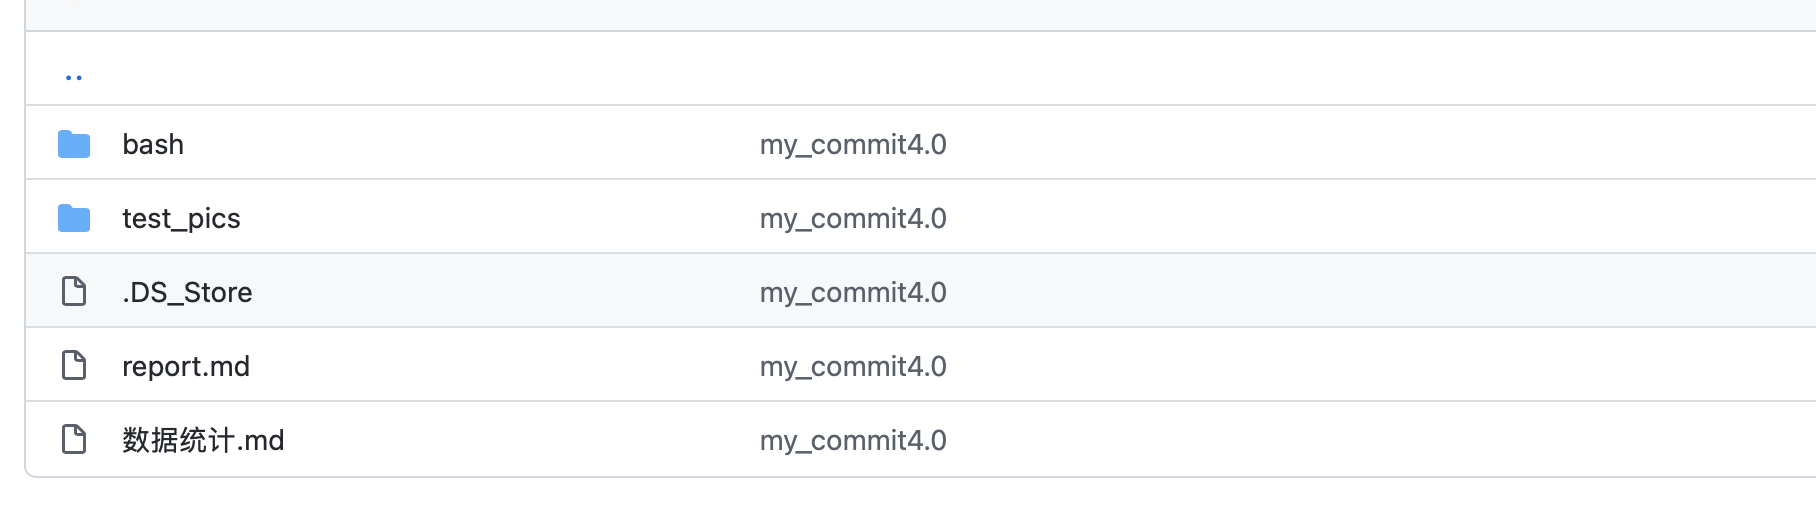 ..
bash my_commit4.0
test_pics my_commit4.0
.DS_Store my_commit4.0
report.md my_commit4.0
数据统计.md my_commit4.0